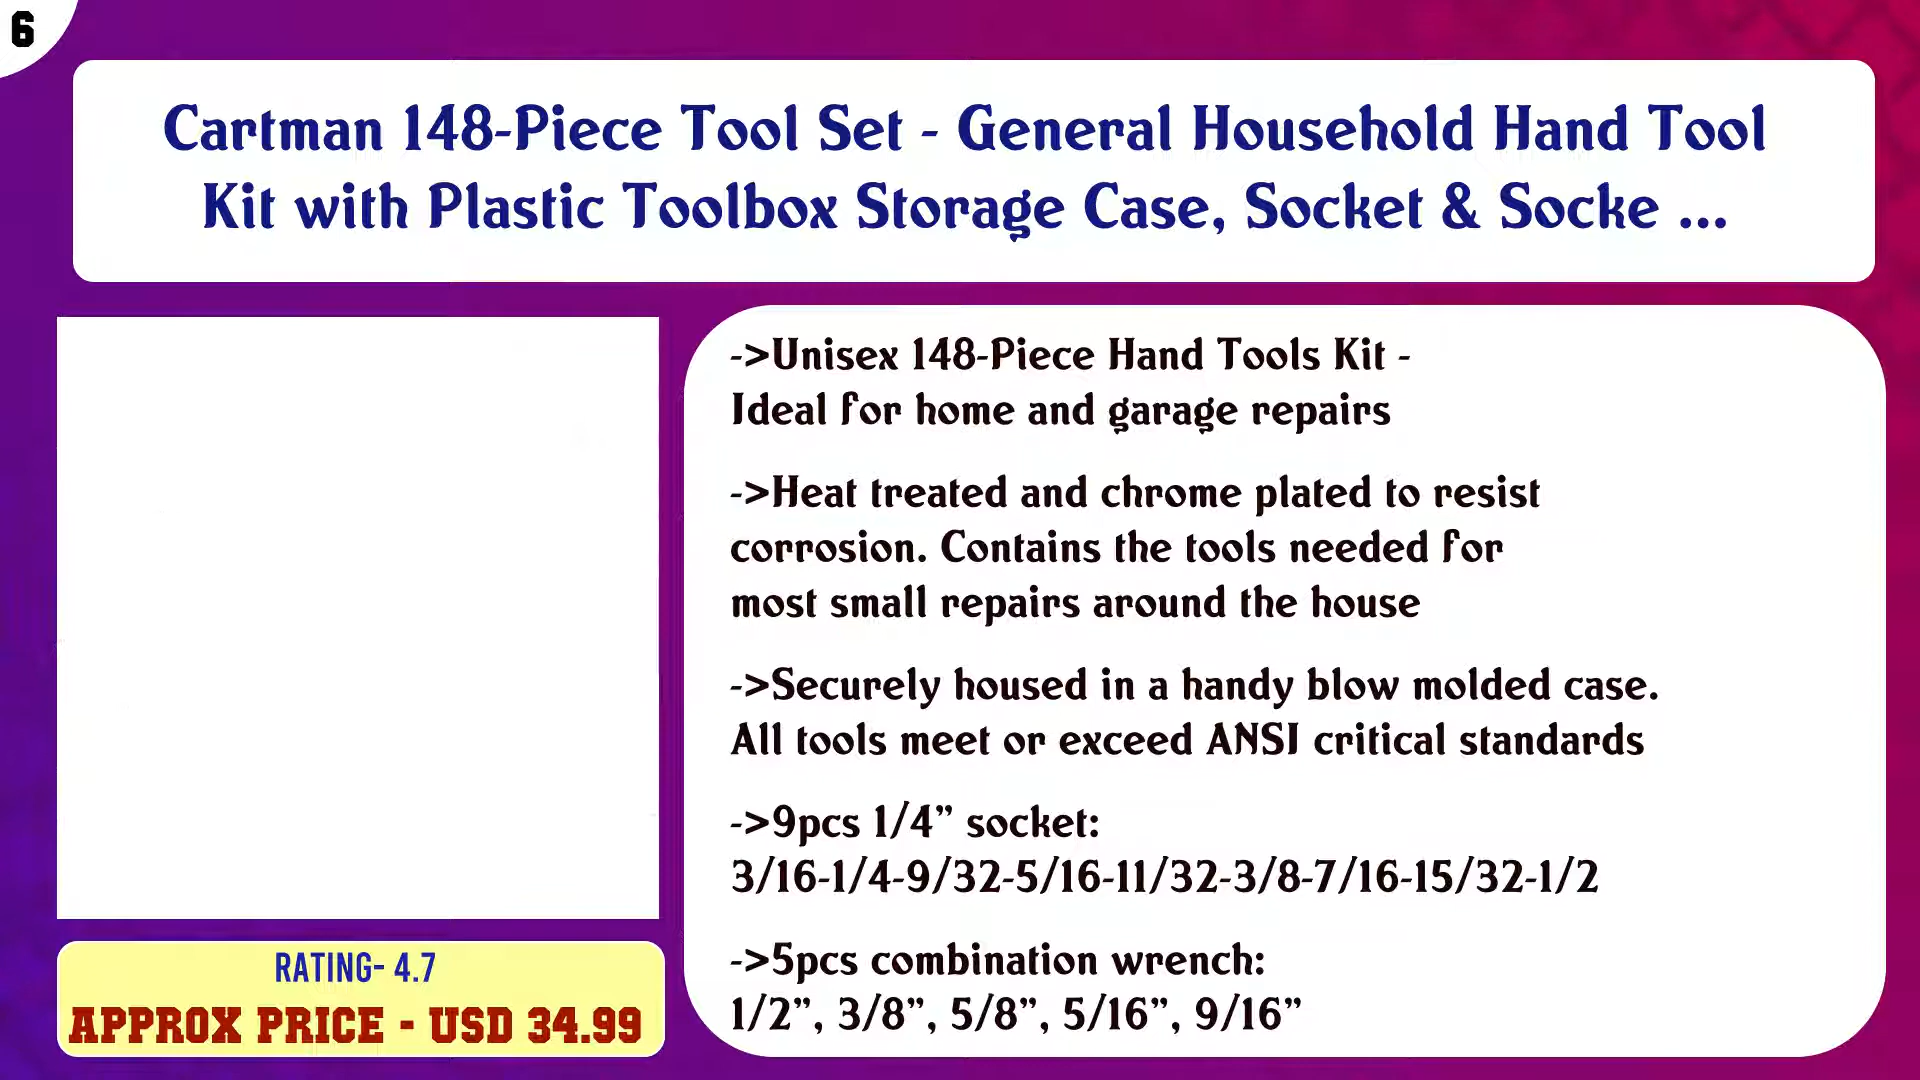 6
Cartman 148-Piece Tool Set - General Household Hand Tool
Kit with Plastic Toolbox Storage Case, Socket & Socke ...
->Unisex 148-Piece Hand Tools Kit -
Ideal for home and garage repairs
->Heat treated and chrome plated to resist
corrosion. Contains the tools needed for
most small repairs around the house
->Securely housed in a handy blow molded case.
All tools meet or exceed ANSI critical standards
->9pcs 1/4” socket:
3/16-1/4-9/32-5/16-11/32-3/8-7/16-15/32-1/2
->5pcs combination wrench:
1/2”, 3/8”, 5/8”, 5/16”, 9/16”
RATING- 4.7
APPROX PRICE - USD 34.99